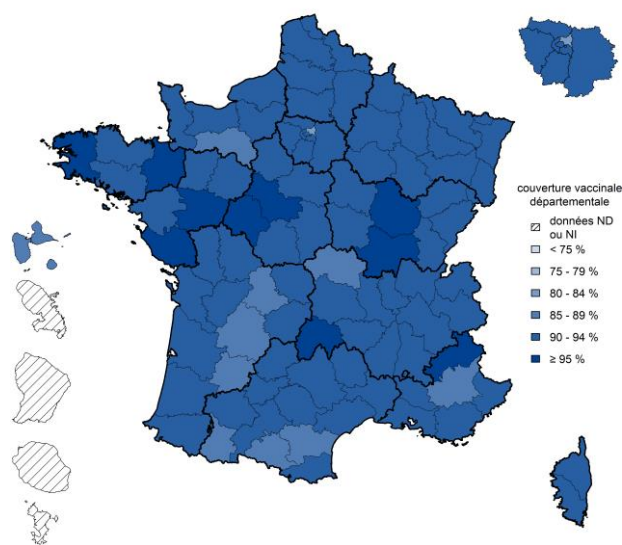 couverture vaccinale
départementale
données ND
ou NI
< 75 %
75 - 79 %
80 - 84 %
85 - 89 %
90 - 94 %
≥ 95 %